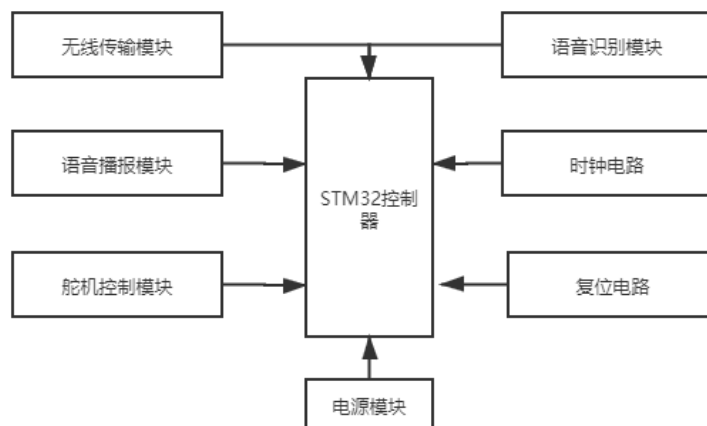 无线传输模块
语音识别模块
语音播报模块
STM32控制
器
时钟电路
舵机控制模块
复位电路
电源模块